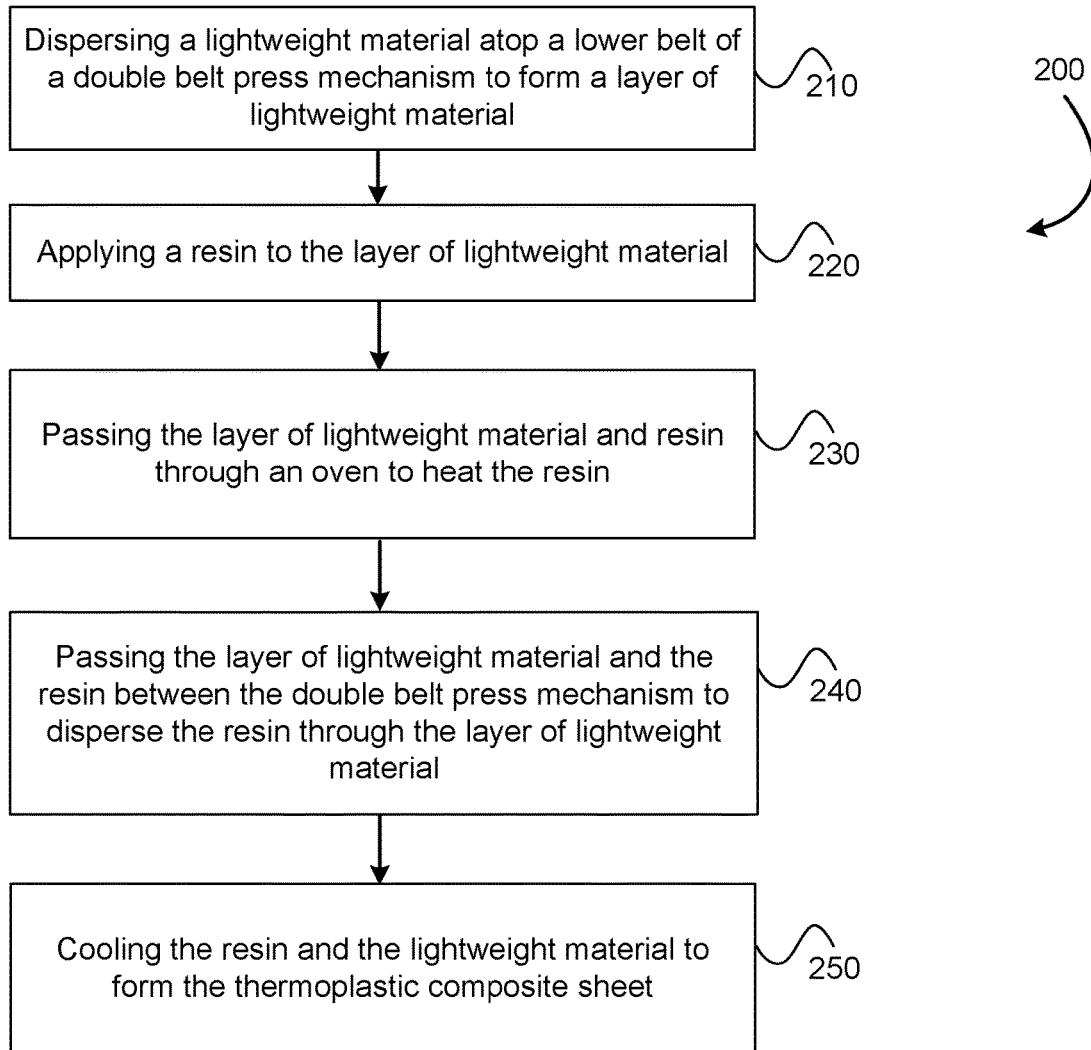 Dispersing a lightweight material atop a lower belt of
a double belt press mechanism to form a layer of
lightweight material
210
200
Applying a resin to the layer of lightweight material
220
Passing the layer of lightweight material and resin
through an oven to heat the resin
230
Passing the layer of lightweight material and the
resin between the double belt press mechanism to
disperse the resin through the layer of lightweight
material
240
Cooling the resin and the lightweight material to
form the thermoplastic composite sheet
250